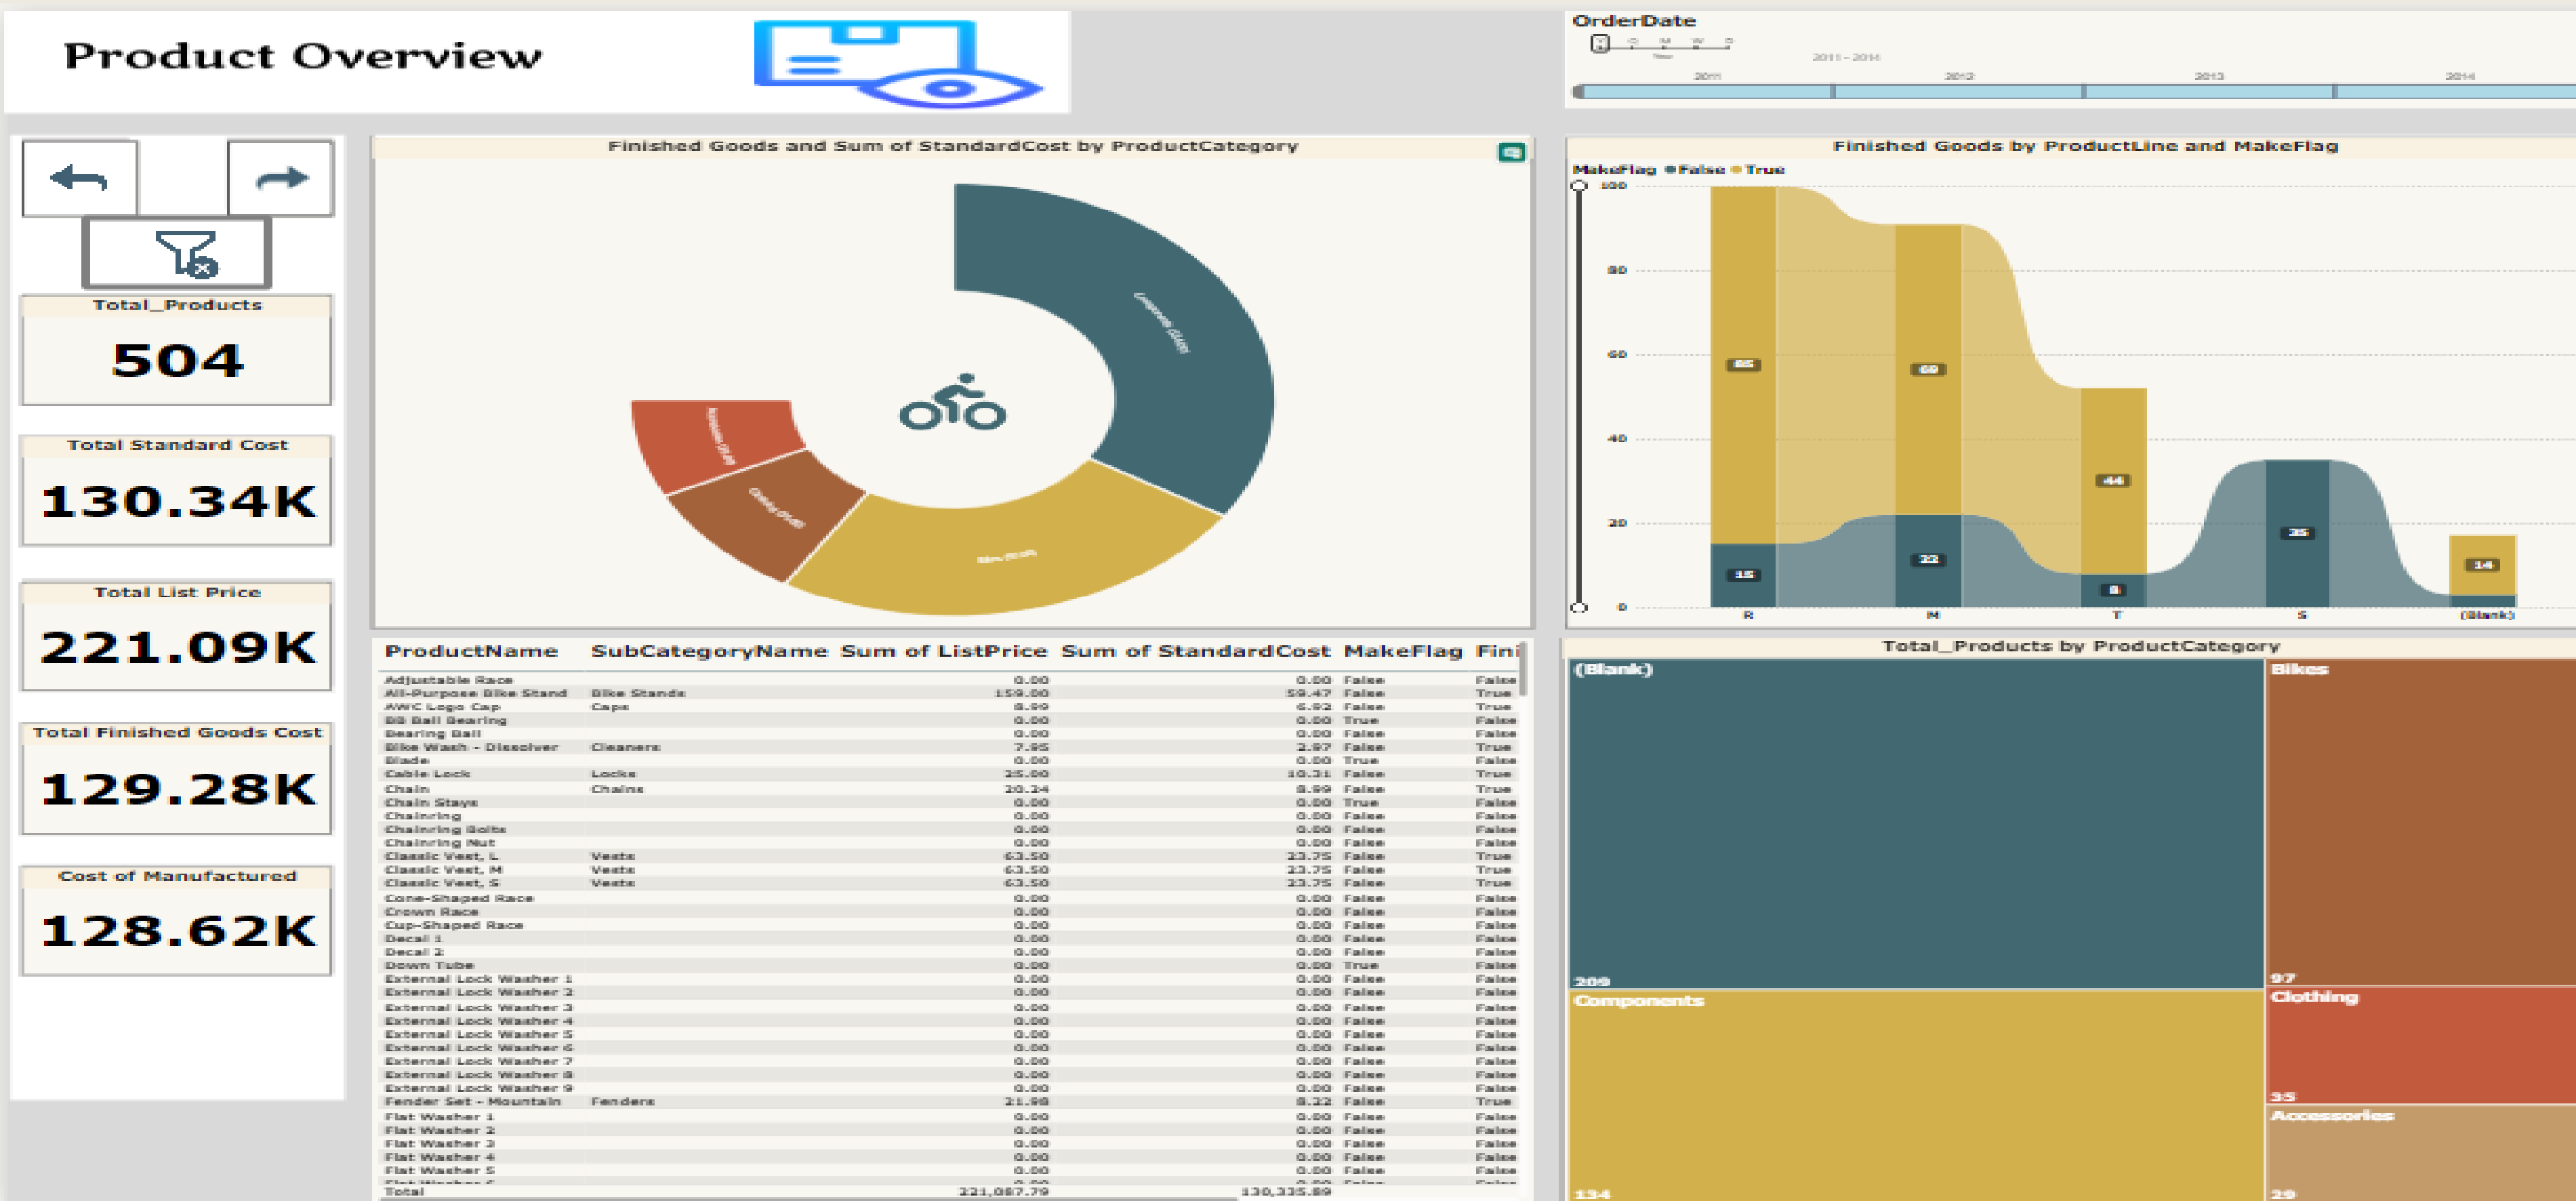 Product Overview
OrderDate
Y Q M W D
Year
2011 - 2014
2011 2012 2013 2014
Total_Products
504
Total Standard Cost
130.34K
Total List Price
221.09K
Total Finished Goods Cost
129.28K
Cost of Manufactured
128.62K
Finished Goods and Sum of StandardCost by ProductCategory
Finished Goods by ProductLine and MakeFlag
MakeFlag False True
100
80
60
40
20
0
85
69
44
14
15
22
8
35
R M T S (Blank)
ProductName SubCategoryName Sum of ListPrice Sum of StandardCost MakeFlag Fini
Adjustable Race 0.00 0.00 False False
All-Purpose Bike Stand Bike Stands 159.00 59.47 False True
AWC Logo Cap Caps 8.99 6.92 False True
BB Ball Bearing 0.00 0.00 True False
Bearing Ball 0.00 0.00 False False
Bike Wash - Dissolver Cleaners 7.95 2.97 False True
Blade 0.00 0.00 True False
Cable Lock Locks 25.00 10.31 False True
Chain Chains 20.24 8.99 False True
Chain Stays 0.00 0.00 True False
Chainring 0.00 0.00 False False
Chainring Bolts 0.00 0.00 False False
Chainring Nut 0.00 0.00 False False
Classic Vest, L Vests 63.50 23.75 False True
Classic Vest, M Vests 63.50 23.75 False True
Classic Vest, S Vests 63.50 23.75 False True
Cone-Shaped Race 0.00 0.00 False False
Crown Race 0.00 0.00 False False
Cup-Shaped Race 0.00 0.00 False False
Decal 1 0.00 0.00 False False
Decal 2 0.00 0.00 False False
Down Tube 0.00 0.00 True False
External Lock Washer 1 0.00 0.00 False False
External Lock Washer 2 0.00 0.00 False False
External Lock Washer 3 0.00 0.00 False False
External Lock Washer 4 0.00 0.00 False False
External Lock Washer 5 0.00 0.00 False False
External Lock Washer 6 0.00 0.00 False False
External Lock Washer 7 0.00 0.00 False False
External Lock Washer 8 0.00 0.00 False False
External Lock Washer 9 0.00 0.00 False False
Fender Set - Mountain Fenders 21.98 8.22 False True
Flat Washer 1 0.00 0.00 False False
Flat Washer 2 0.00 0.00 False False
Flat Washer 3 0.00 0.00 False False
Flat Washer 4 0.00 0.00 False False
Flat Washer 5 0.00 0.00 False False
Total 221,087.79 130,335.89
Total_Products by ProductCategory
(Blank)
209
Components
134
Bikes
97
Clothing
35
Accessories
29